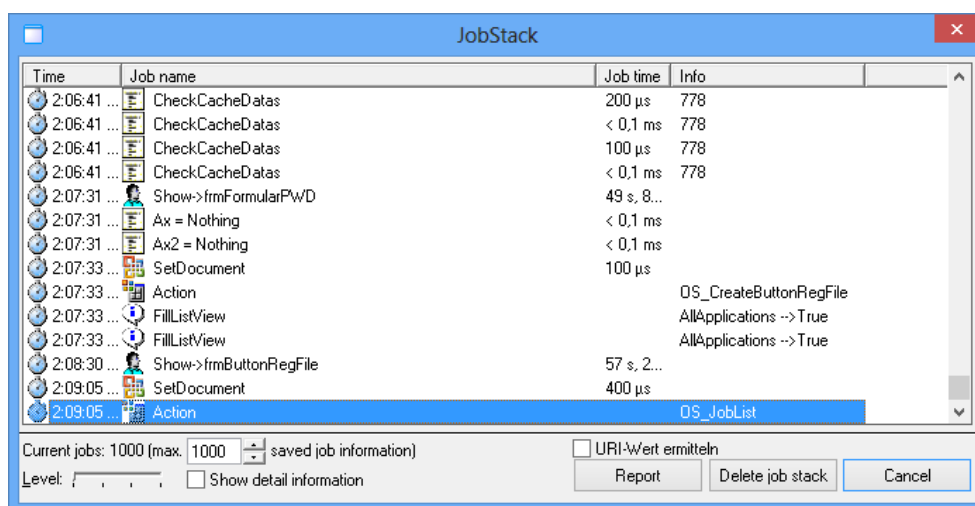 JobStack
Time Job name Job time Info
2:06:41 ... CheckCacheDatas 200 µs 778
2:06:41 ... CheckCacheDatas < 0,1 ms 778
2:06:41 ... CheckCacheDatas 100 µs 778
2:06:41 ... CheckCacheDatas < 0,1 ms 778
2:07:31 ... Show->frmFormularPWD 49 s, 8...
2:07:31 ... Ax = Nothing < 0,1 ms
2:07:31 ... Ax2 = Nothing < 0,1 ms
2:07:33 ... SetDocument 100 µs
2:07:33 ... Action OS_CreateButtonRegFile
2:07:33 ... FillListView AllApplications -->True
2:07:33 ... FillListView AllApplications -->True
2:08:30 ... Show->frmButtonRegFile 57 s, 2...
2:09:05 ... SetDocument 400 µs
2:09:05 ... Action OS_JobList
Current jobs: 1000 (max. 1000 saved job information) URI-Wert ermitteln
Level: Show detail information Report Delete job stack Cancel